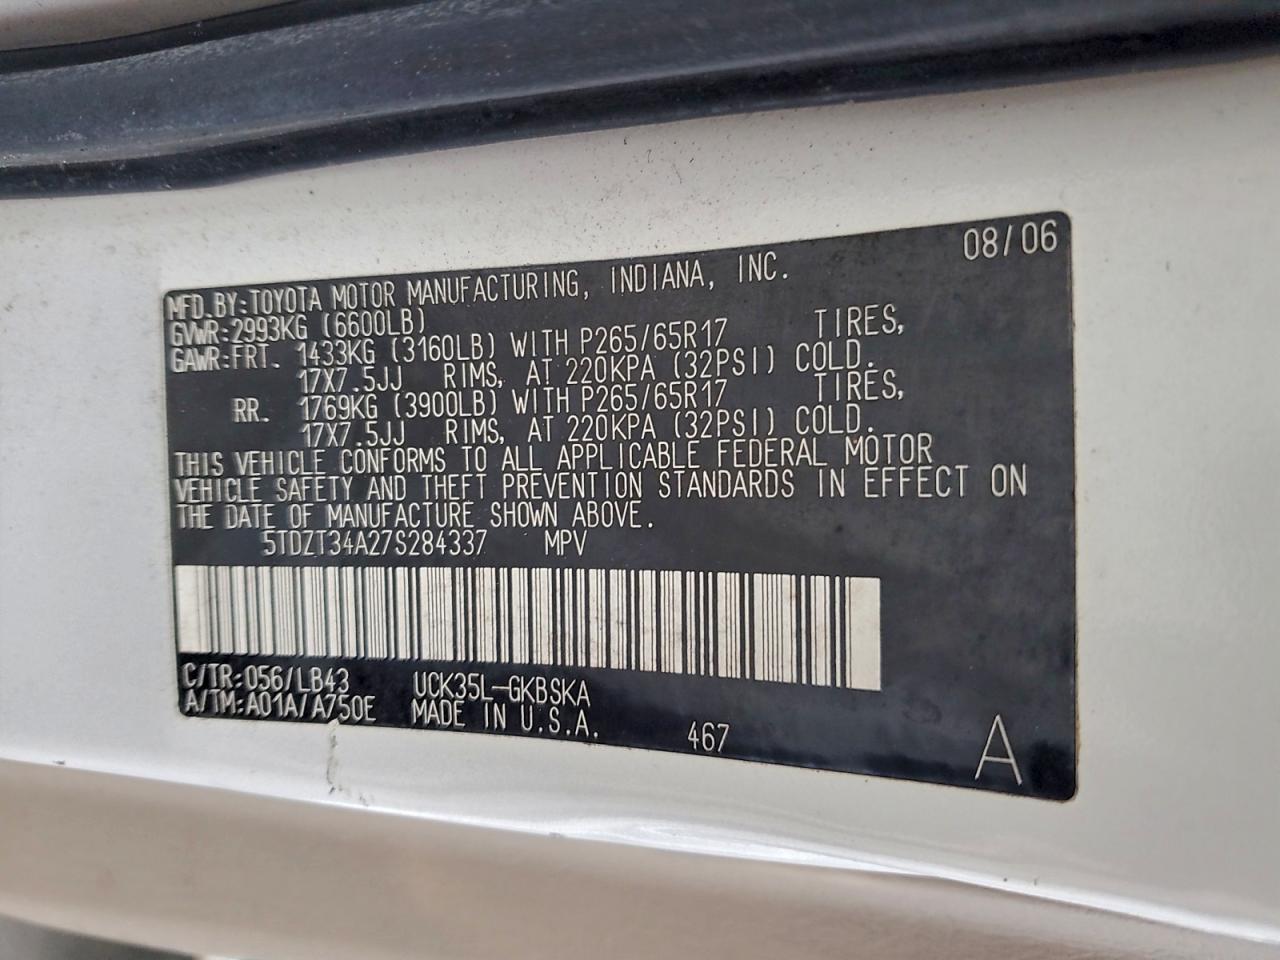 08/06
MFD.BY:TOYOTA MOTOR MANUFACTURING, INDIANA, INC.
GVWR:2993KG (6600LB)
GAWR:FRT. 1433KG (3160LB) WITH P265/65R17 TIRES,
17X7.5JJ RIMS, AT 220KPA (32PSI) COLD.
RR. 1769KG (3900LB) WITH P265/65R17 TIRES,
17X7.5JJ RIMS, AT 220KPA (32PSI) COLD.
THIS VEHICLE CONFORMS TO ALL APPLICABLE FEDERAL MOTOR
VEHICLE SAFETY AND THEFT PREVENTION STANDARDS IN EFFECT ON
THE DATE OF MANUFACTURE SHOWN ABOVE.
5TDZT34A27S284337 MPV
C/TR:056/LB43 UCK35L-GKBSKA
A/TM:A01A/A750E MADE IN U.S.A.
467
A